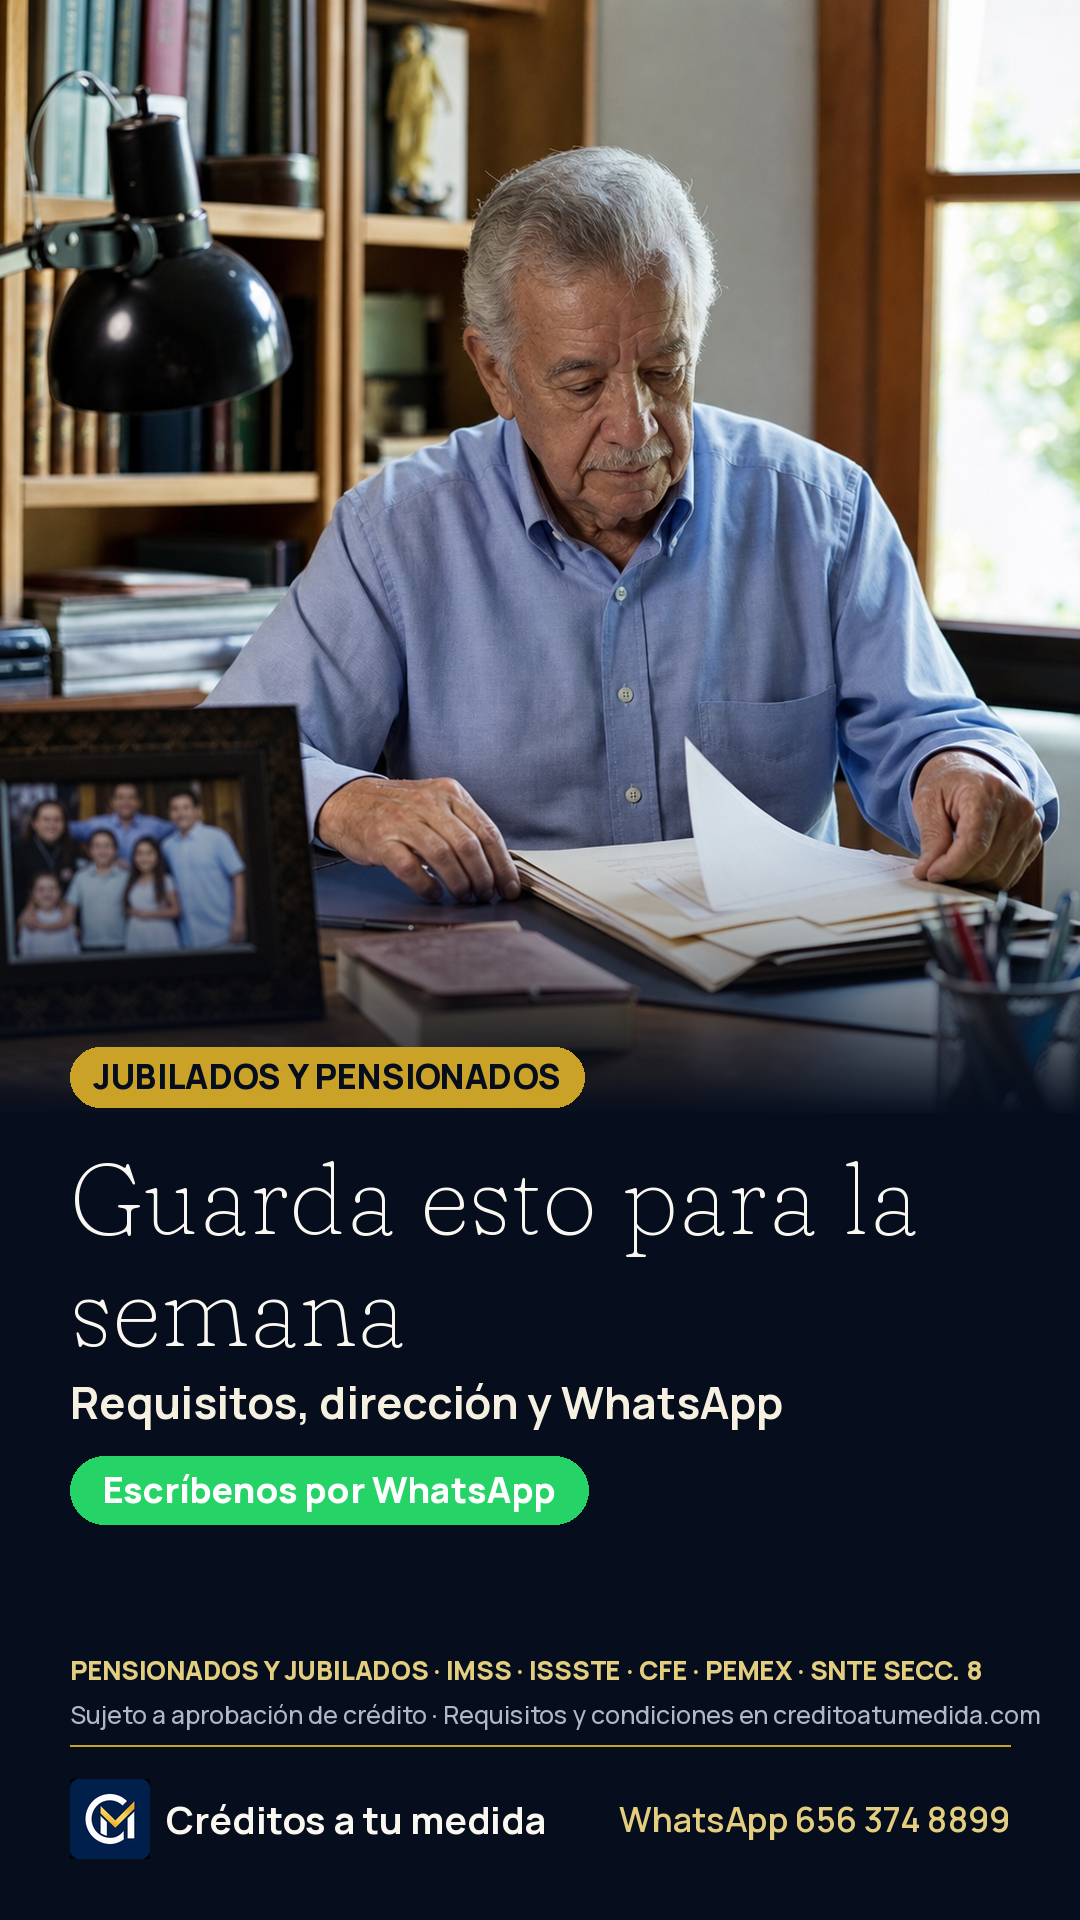 JUBILADOS Y PENSIONADOS
Guarda esto para la
semana
Requisitos, dirección y WhatsApp
Escríbenos por WhatsApp
PENSIONADOS Y JUBILADOS · IMSS · ISSSTE · CFE · PEMEX · SNTE SECC. 8
Sujeto a aprobación de crédito · Requisitos y condiciones en creditoatumedida.com
Créditos a tu medida
WhatsApp 656 374 8899